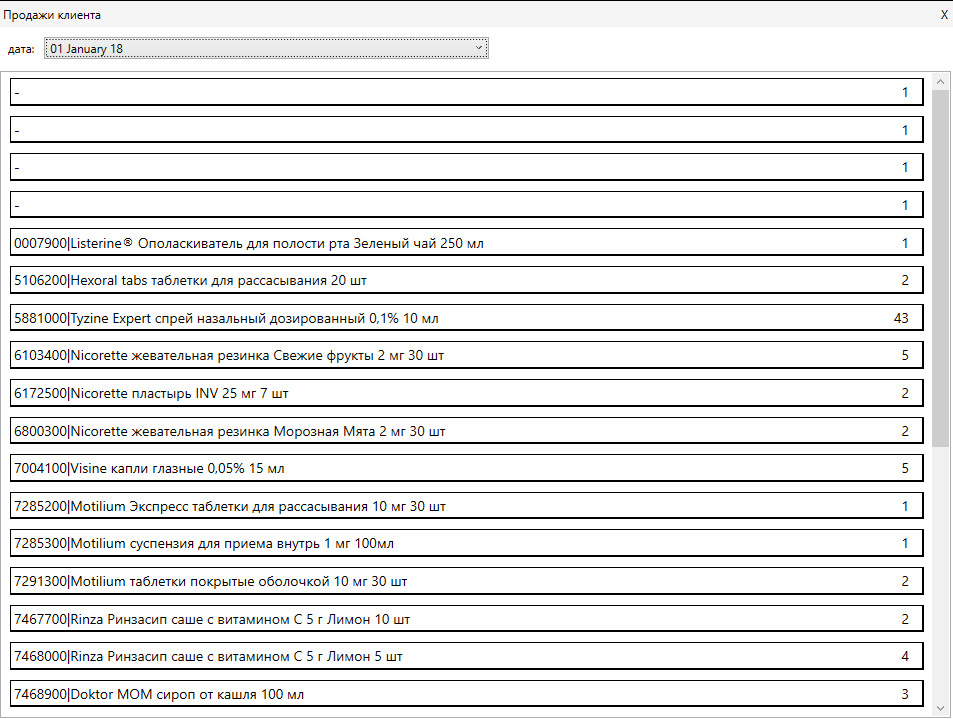 Продажи клиента X
дата: 01 January 18
- 1
- 1
- 1
- 1
0007900|Listerine® Ополаскиватель для полости рта Зеленый чай 250 мл 1
5106200|Hexoral tabs таблетки для рассасывания 20 шт 2
5881000|Tyzine Expert спрей назальный дозированный 0,1% 10 мл 43
6103400|Nicorette жевательная резинка Свежие фрукты 2 мг 30 шт 5
6172500|Nicorette пластырь INV 25 мг 7 шт 2
6800300|Nicorette жевательная резинка Морозная Мята 2 мг 30 шт 2
7004100|Visine капли глазные 0,05% 15 мл 5
7285200|Motilium Экспресс таблетки для рассасывания 10 мг 30 шт 1
7285300|Motilium суспензия для приема внутрь 1 мг 100мл 1
7291300|Motilium таблетки покрытые оболочкой 10 мг 30 шт 2
7467700|Rinza Ринзасип саше с витамином С 5 г Лимон 10 шт 2
7468000|Rinza Ринзасип саше с витамином С 5 г Лимон 5 шт 4
7468900|Doktor МОМ сироп от кашля 100 мл 3